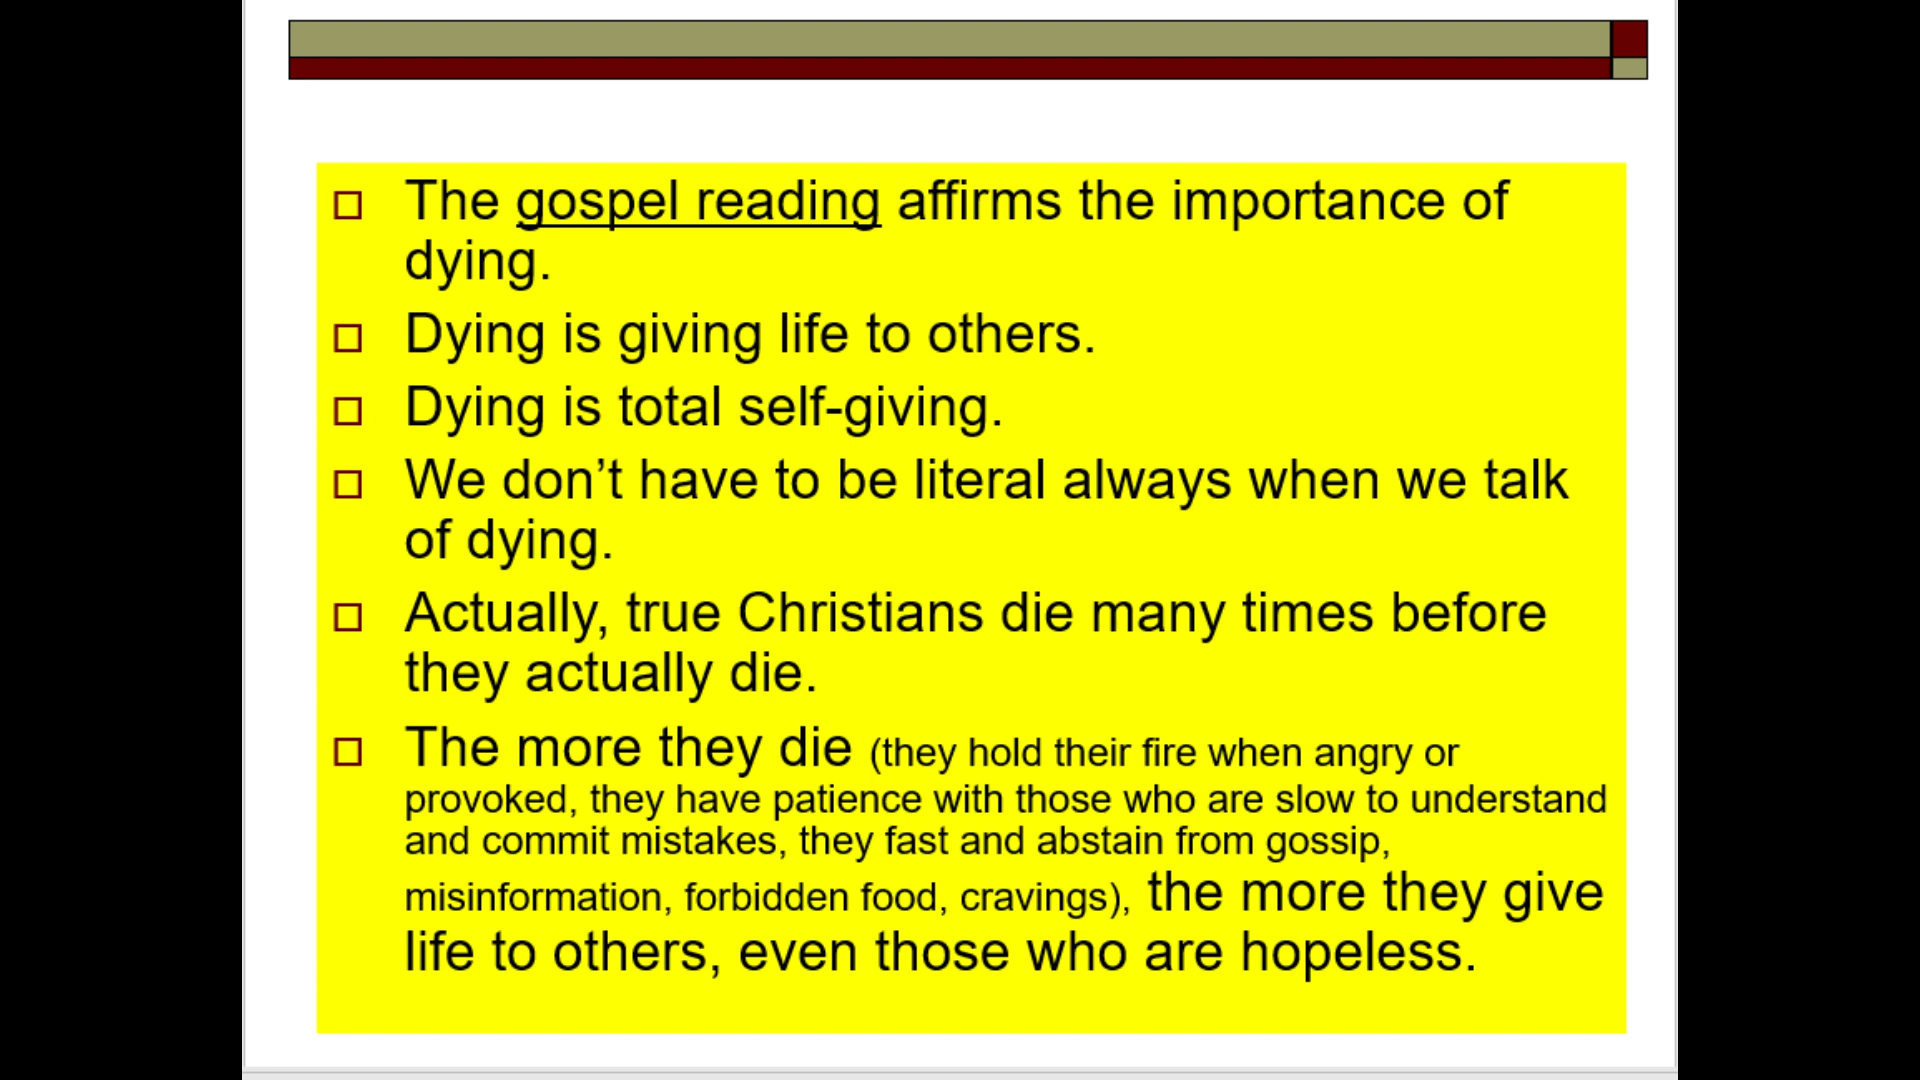 The gospel reading affirms the importance of
dying.
Dying is giving life to others.
Dying is total self-giving.
We don’t have to be literal always when we talk
of dying.
Actually, true Christians die many times before
they actually die.
The more they die (they hold their fire when angry or
provoked, they have patience with those who are slow to understand
and commit mistakes, they fast and abstain from gossip,
misinformation, forbidden food, cravings), the more they give
life to others, even those who are hopeless.